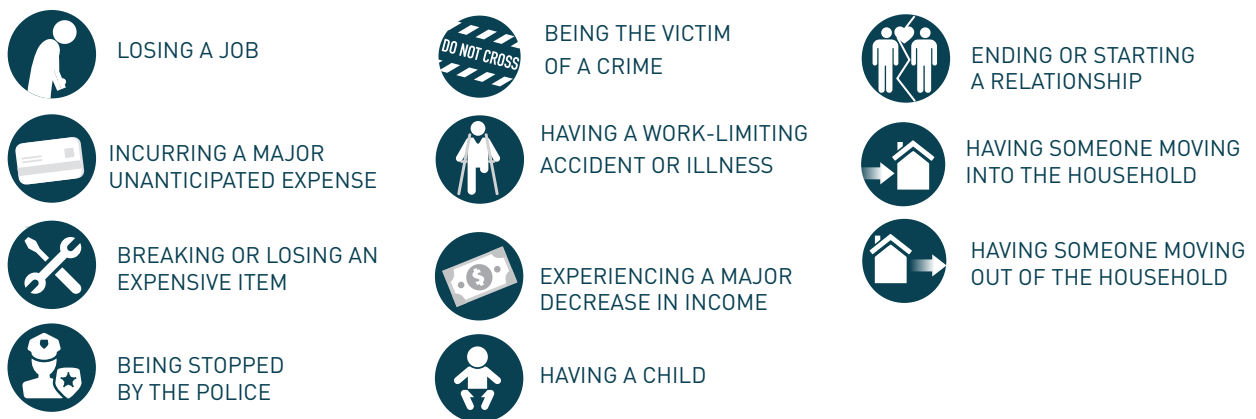 LOSING A JOB
INCURRING A MAJOR
UNANTICIPATED EXPENSE
BREAKING OR LOSING AN
EXPENSIVE ITEM
BEING STOPPED
BY THE POLICE
DO NOT CROSS
BEING THE VICTIM
OF A CRIME
HAVING A WORK-LIMITING
ACCIDENT OR ILLNESS
$
EXPERIENCING A MAJOR
DECREASE IN INCOME
HAVING A CHILD
ENDING OR STARTING
A RELATIONSHIP
HAVING SOMEONE MOVING
INTO THE HOUSEHOLD
HAVING SOMEONE MOVING
OUT OF THE HOUSEHOLD